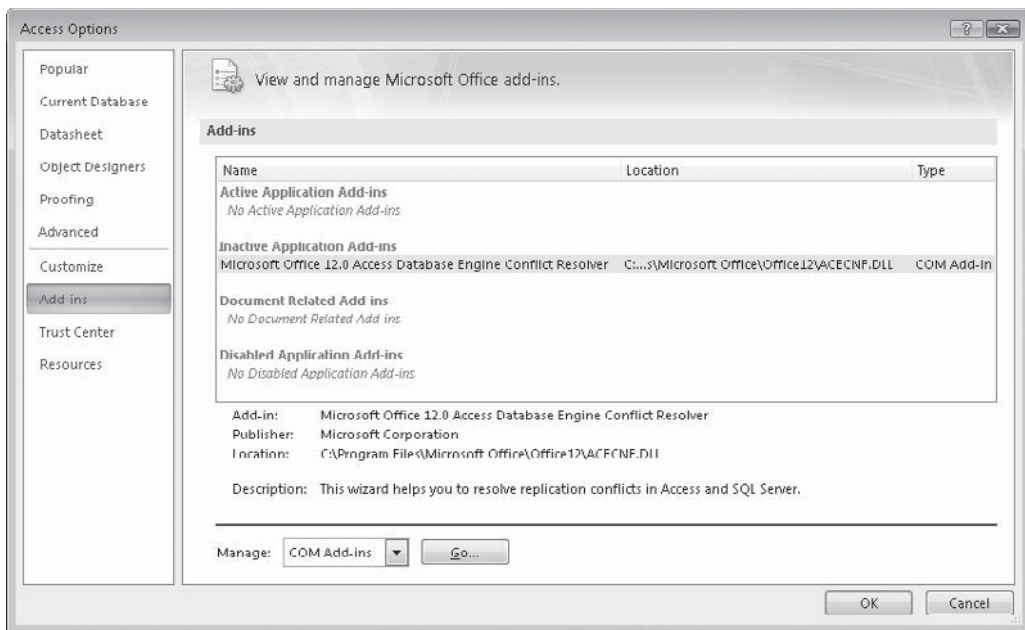 Access Options
Popular
Current Database
Datasheet
Object Designers
Proofing
Advanced
Customize
Add-ins
Trust Center
Resources
View and manage Microsoft Office add-ins.
Add-ins
Name Location Type
Active Application Add-ins
No Active Application Add-ins
Inactive Application Add-ins
Microsoft Office 12.0 Access Database Engine Conflict Resolver C:...s\Microsoft Office\Office12\ACECNF.DLL COM Add-in
Document Related Add-ins
No Document Related Add-ins
Disabled Application Add-ins
No Disabled Application Add-ins
Add-in: Microsoft Office 12.0 Access Database Engine Conflict Resolver
Publisher: Microsoft Corporation
Location: C:\Program Files\Microsoft Office\Office12\ACECNF.DLL
Description: This wizard helps you to resolve replication conflicts in Access and SQL Server.
Manage: COM Add-ins Go...
OK Cancel